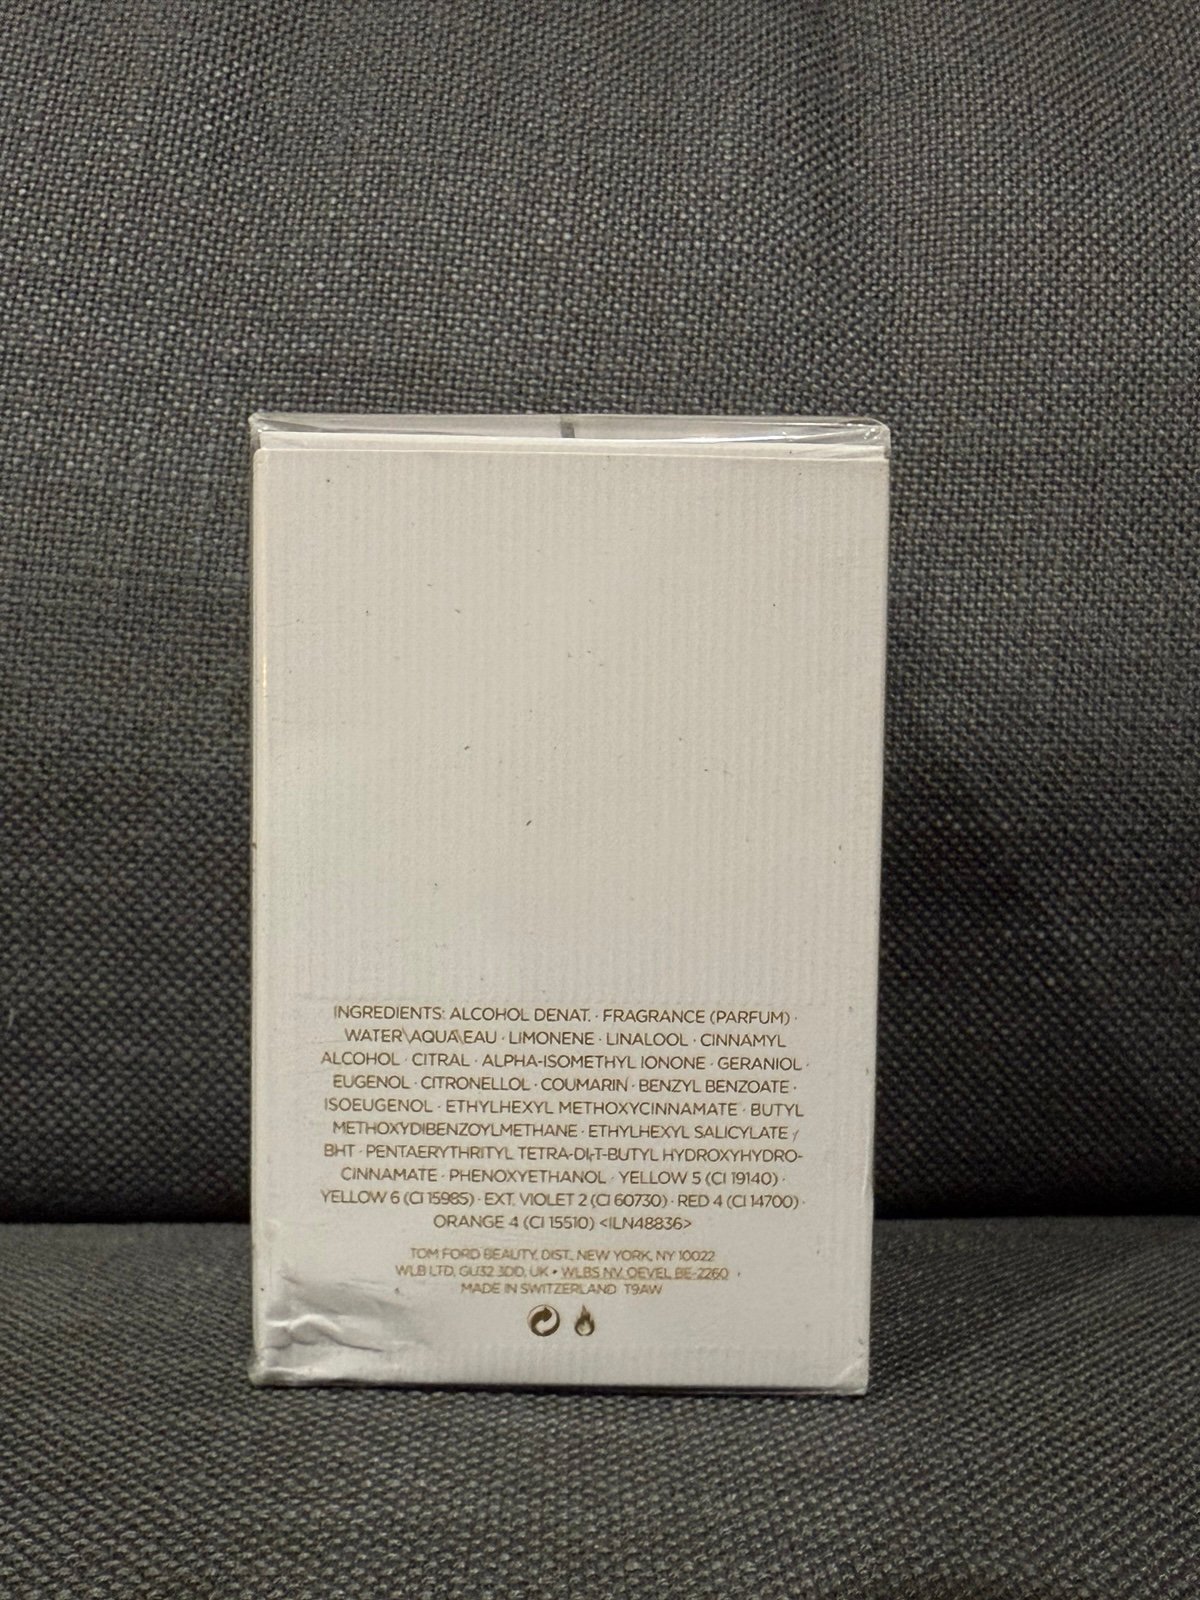 INGREDIENTS: ALCOHOL DENAT. · FRAGRANCE (PARFUM) ·
WATER\AQUA\EAU · LIMONENE · LINALOOL · CINNAMYL
ALCOHOL · CITRAL · ALPHA-ISOMETHYL IONONE · GERANIOL ·
EUGENOL · CITRONELLOL · COUMARIN · BENZYL BENZOATE ·
ISOEUGENOL · ETHYLHEXYL METHOXYCINNAMATE · BUTYL
METHOXYDIBENZOYLMETHANE · ETHYLHEXYL SALICYLATE ·
BHT · PENTAERYTHRITYL TETRA-DI-T-BUTYL HYDROXYHYDRO-
CINNAMATE · PHENOXYETHANOL · YELLOW 5 (CI 19140) ·
YELLOW 6 (CI 15985) · EXT. VIOLET 2 (CI 60730) · RED 4 (CI 14700) ·
ORANGE 4 (CI 15510) <ILN48836>
TOM FORD BEAUTY, DIST., NEW YORK, NY 10022
WLB LTD, GU32 3DD, UK • WLBS NV, OEVEL BE-2260
MADE IN SWITZERLAND T9AW